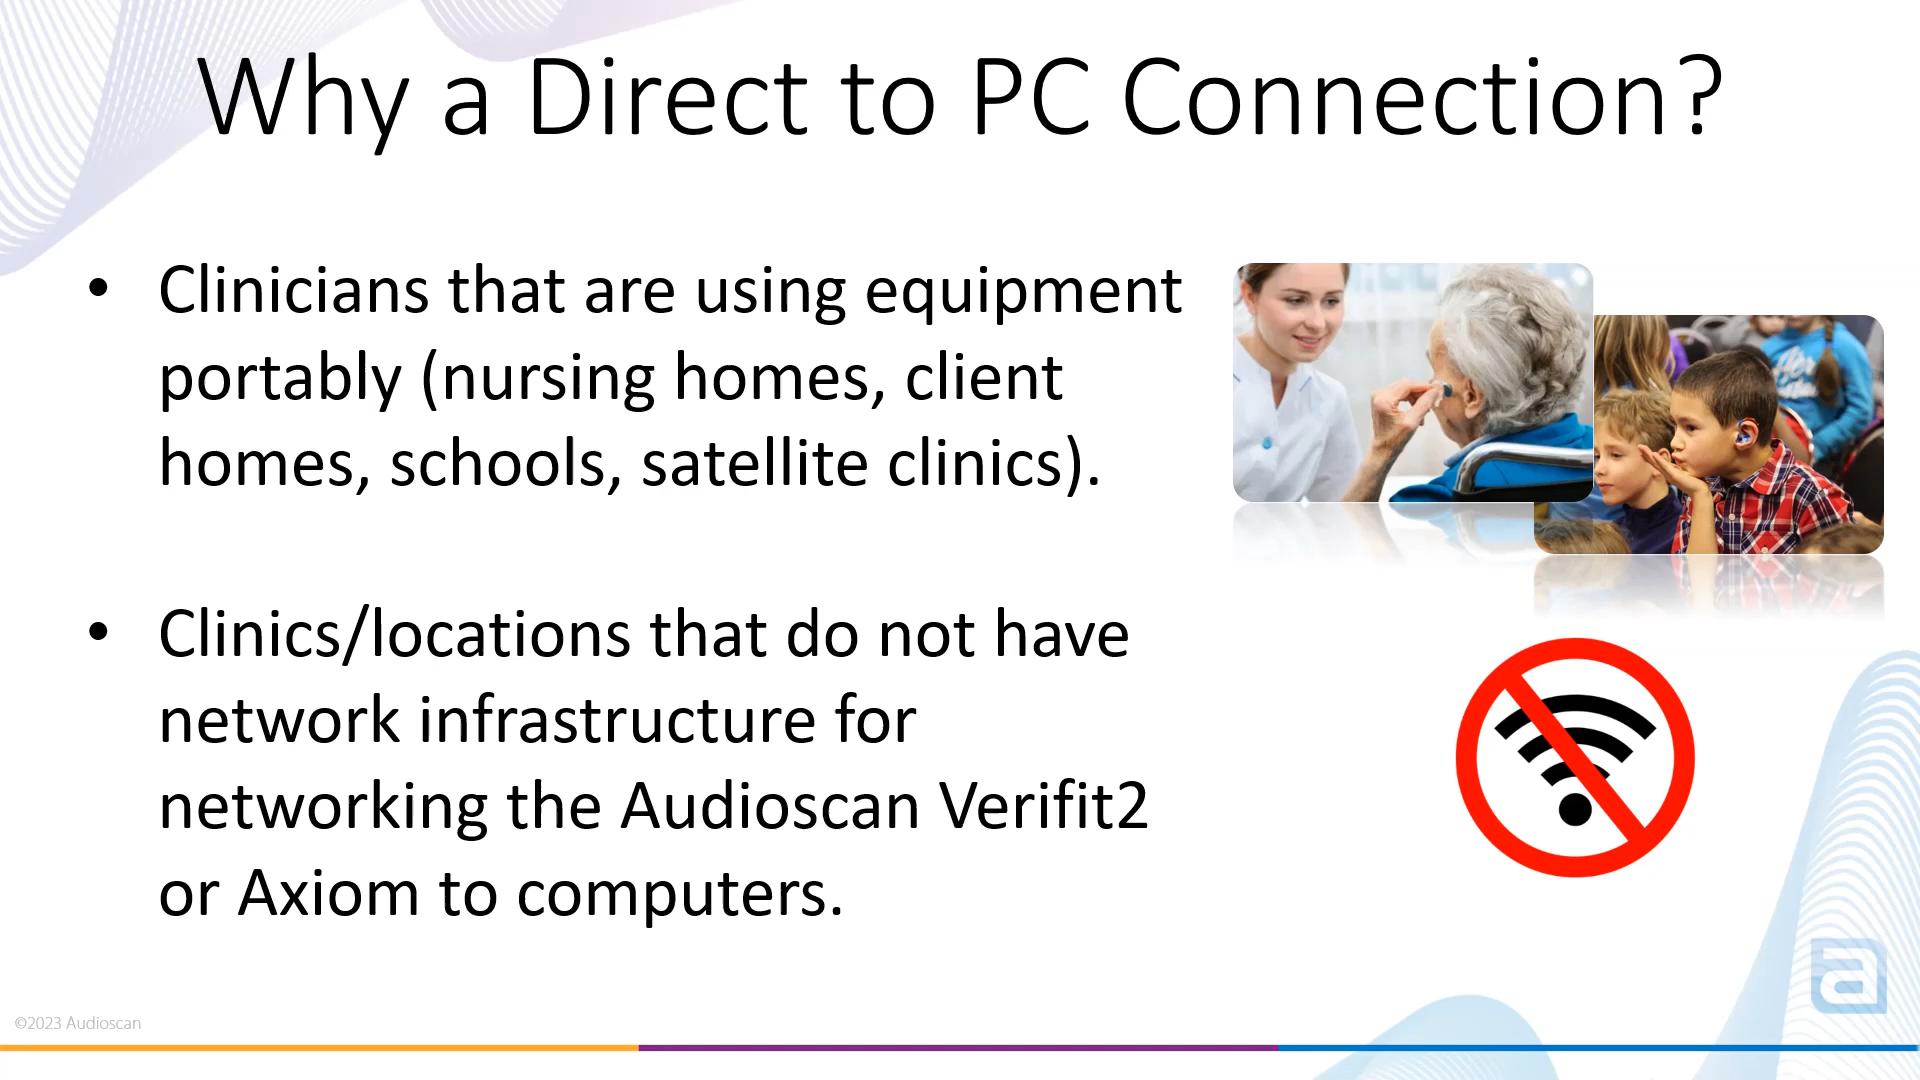 Why a Direct to PC Connection?
• Clinicians that are using equipment
portably (nursing homes, client
homes, schools, satellite clinics).
• Clinics/locations that do not have
network infrastructure for
networking the Audioscan Verifit2
or Axiom to computers.
a
©2023 Audioscan